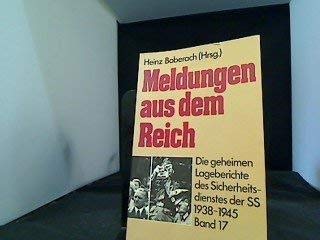 Heinz Boberach (Hrsg.)
Meldungen
aus dem
Reich
Die geheimen
Lageberichte
des Sicherheits-
dienstes der SS
1938-1945
Band 17